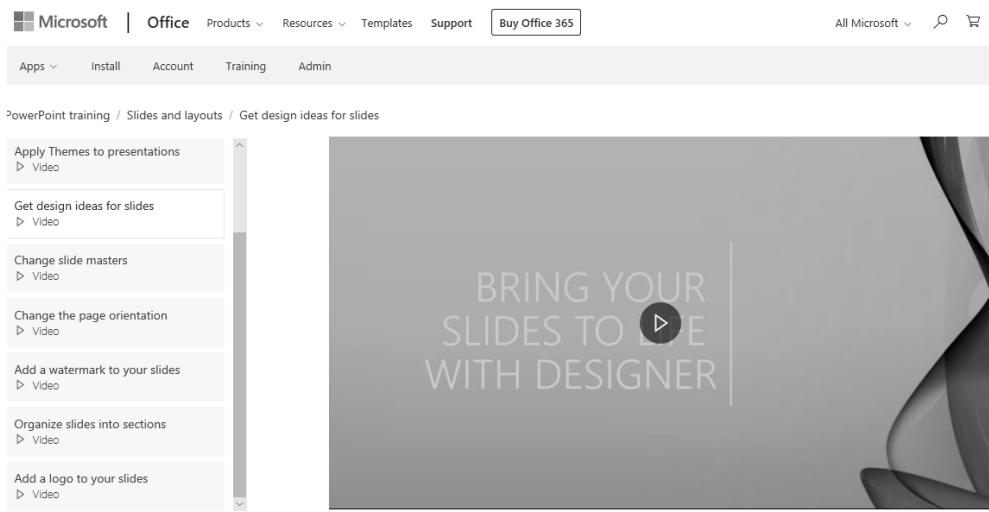 Microsoft | Office Products Resources Templates Support Buy Office 365 All Microsoft
Apps Install Account Training Admin
PowerPoint training / Slides and layouts / Get design ideas for slides
Apply Themes to presentations
Video
Get design ideas for slides
Video
Change slide masters
Video
Change the page orientation
Video
Add a watermark to your slides
Video
Organize slides into sections
Video
Add a logo to your slides
Video
BRING YOUR
SLIDES TO LIFE
WITH DESIGNER